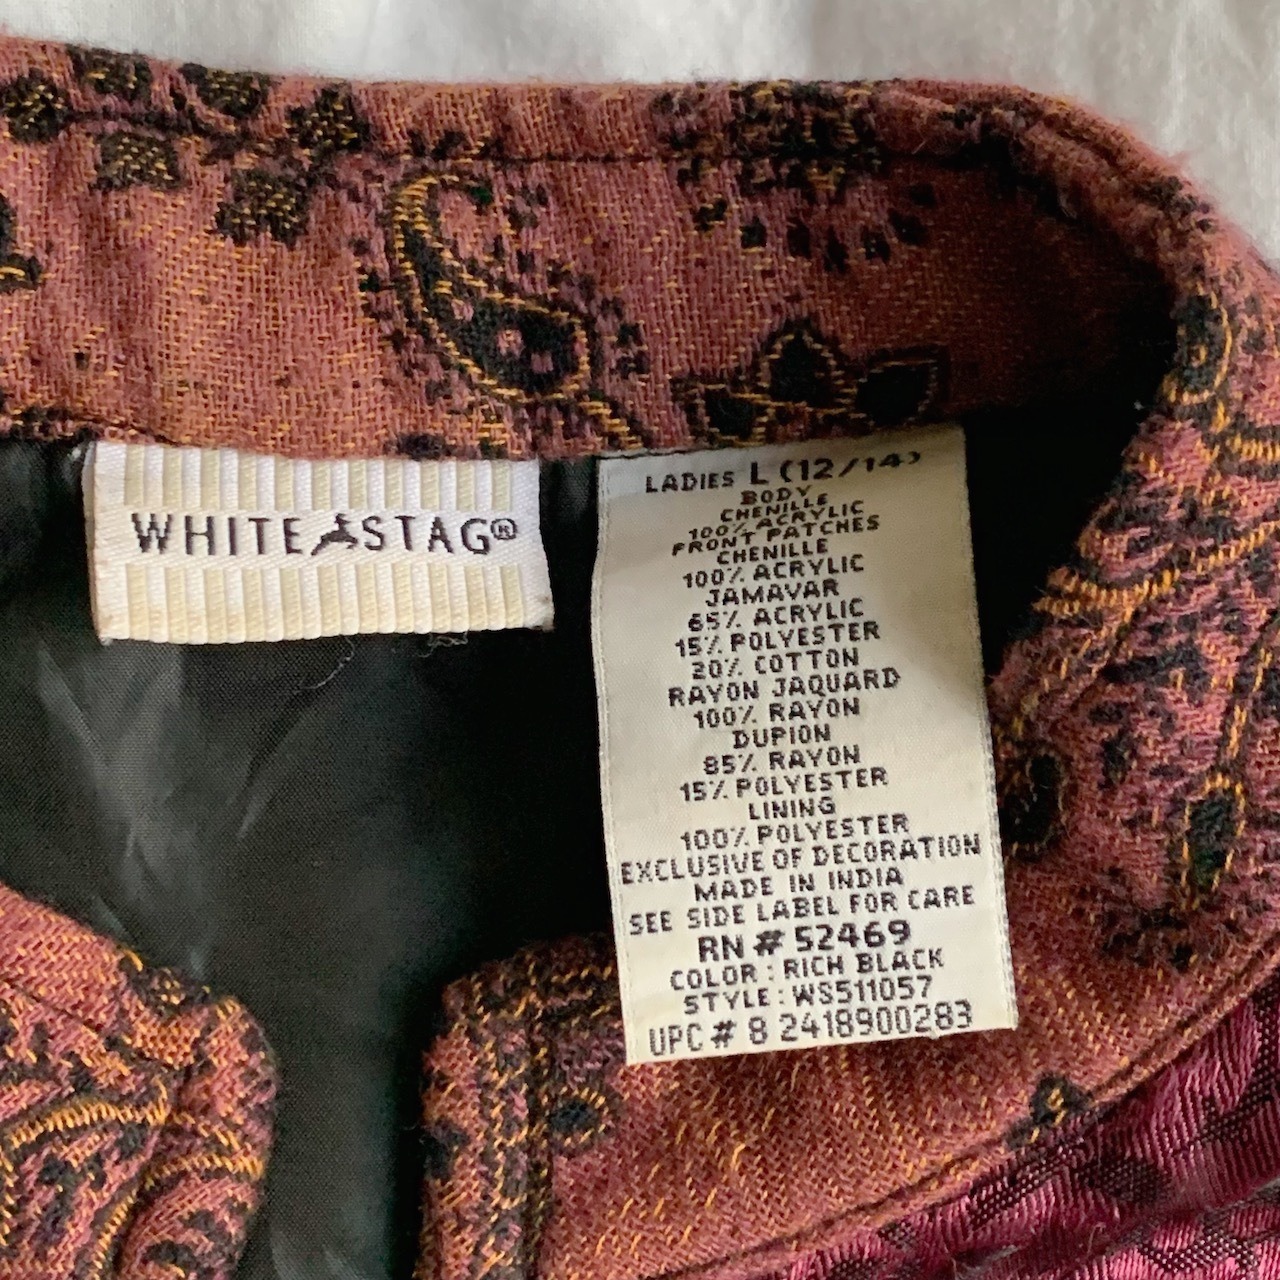 WHITE STAG®
LADIES L (12/14)
BODY
CHENILLE
100% ACRYLIC
FRONT PATCHES
CHENILLE
100% ACRYLIC
JAMAVAR
65% ACRYLIC
15% POLYESTER
20% COTTON
RAYON JAQUARD
100% RAYON
DUPION
85% RAYON
15% POLYESTER
LINING
100% POLYESTER
EXCLUSIVE OF DECORATION
MADE IN INDIA
SEE SIDE LABEL FOR CARE
RN # 52469
COLOR : RICH BLACK
STYLE : WS511057
UPC # 8 2418900283